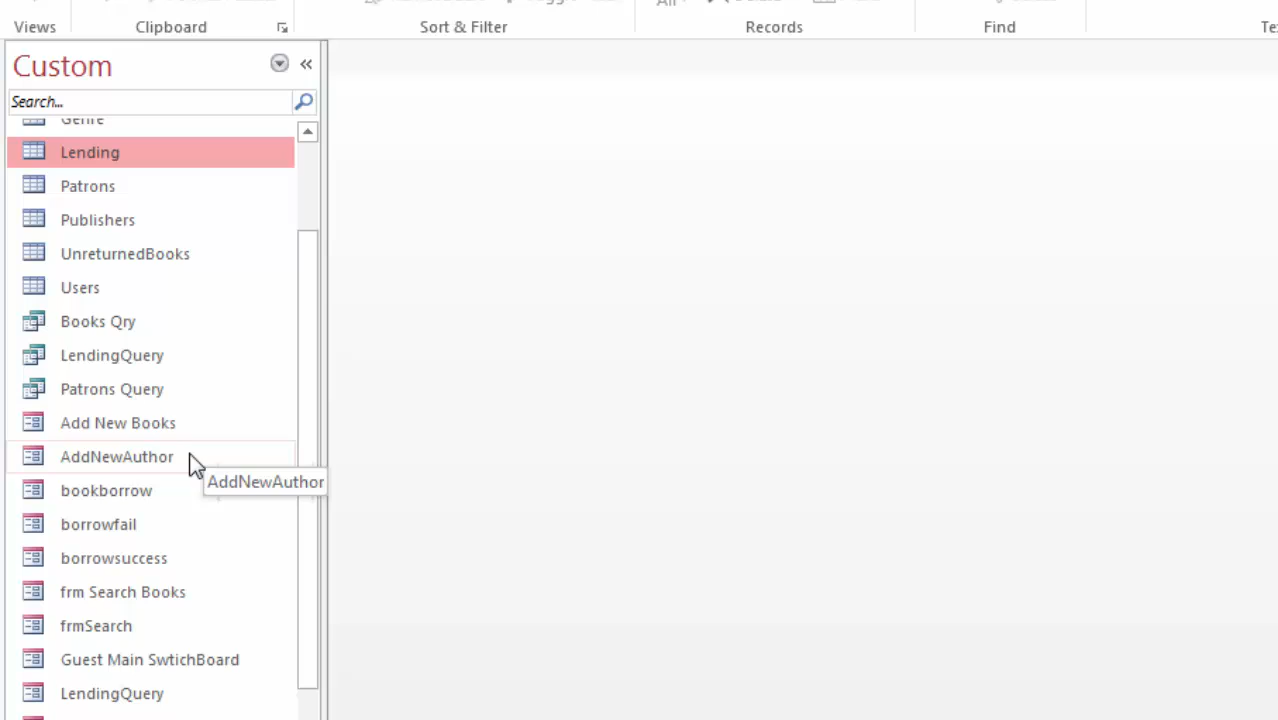 Views
Clipboard
Sort & Filter
Records
Find
Custom
Search...
Genre
Lending
Patrons
Publishers
UnreturnedBooks
Users
Books Qry
LendingQuery
Patrons Query
Add New Books
AddNewAuthor
AddNewAuthor
bookborrow
borrowfail
borrowsuccess
frm Search Books
frmSearch
Guest Main SwtichBoard
LendingQuery